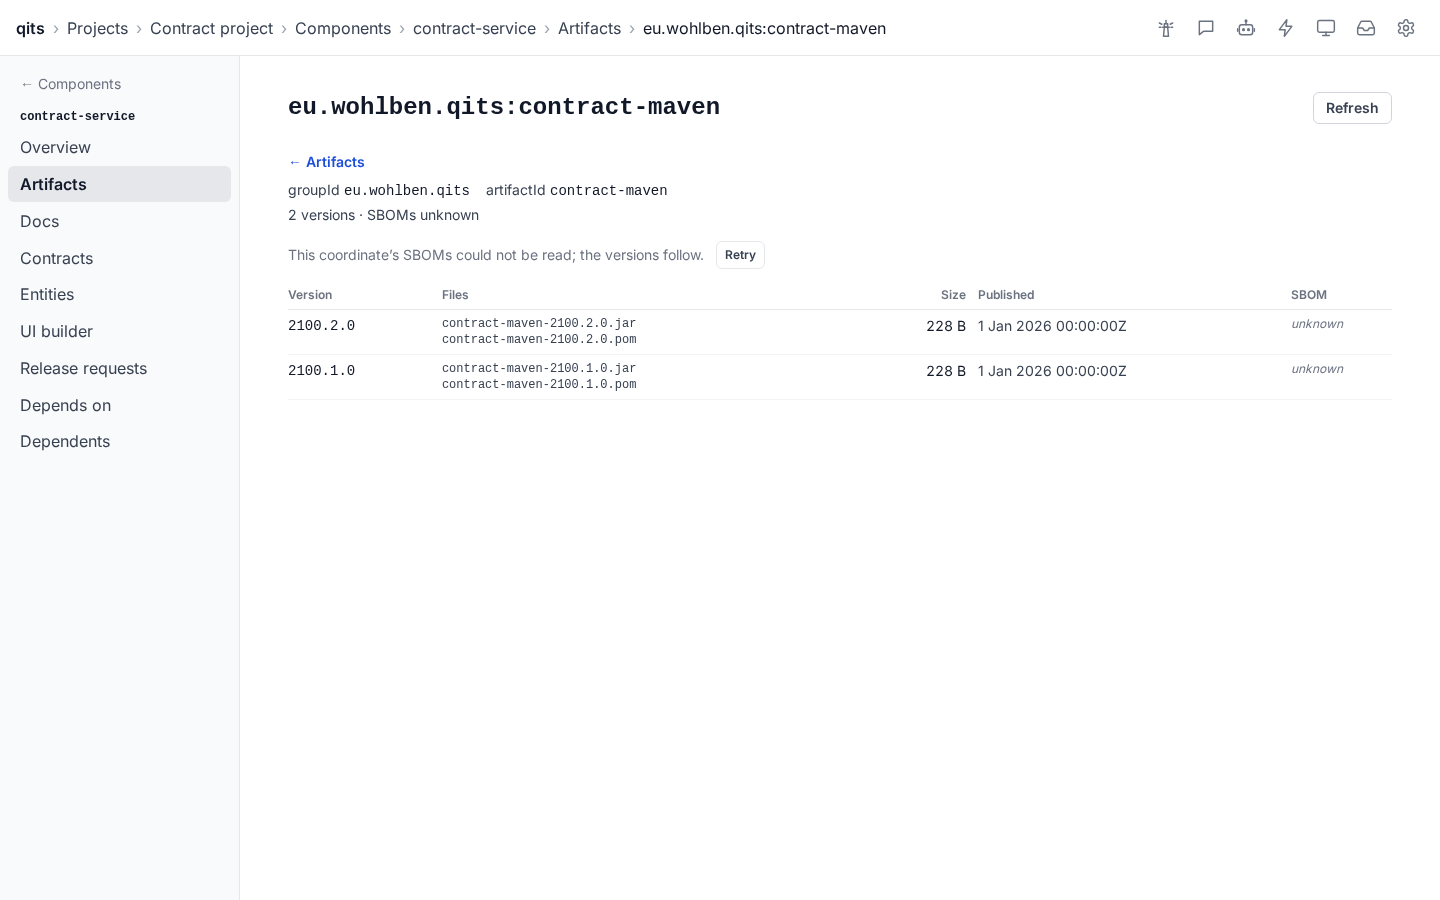 qits › Projects › Contract project › Components › contract-service › Artifacts › eu.wohlben.qits:contract-maven
← Components
contract-service
Overview
Artifacts
Docs
Contracts
Entities
UI builder
Release requests
Depends on
Dependents
eu.wohlben.qits:contract-maven
Refresh
← Artifacts
groupId eu.wohlben.qits artifactId contract-maven
2 versions · SBOMs unknown
This coordinate’s SBOMs could not be read; the versions follow. Retry
Version Files Size Published SBOM
2100.2.0 contract-maven-2100.2.0.jar 228 B 1 Jan 2026 00:00:00Z unknown
contract-maven-2100.2.0.pom
2100.1.0 contract-maven-2100.1.0.jar 228 B 1 Jan 2026 00:00:00Z unknown
contract-maven-2100.1.0.pom